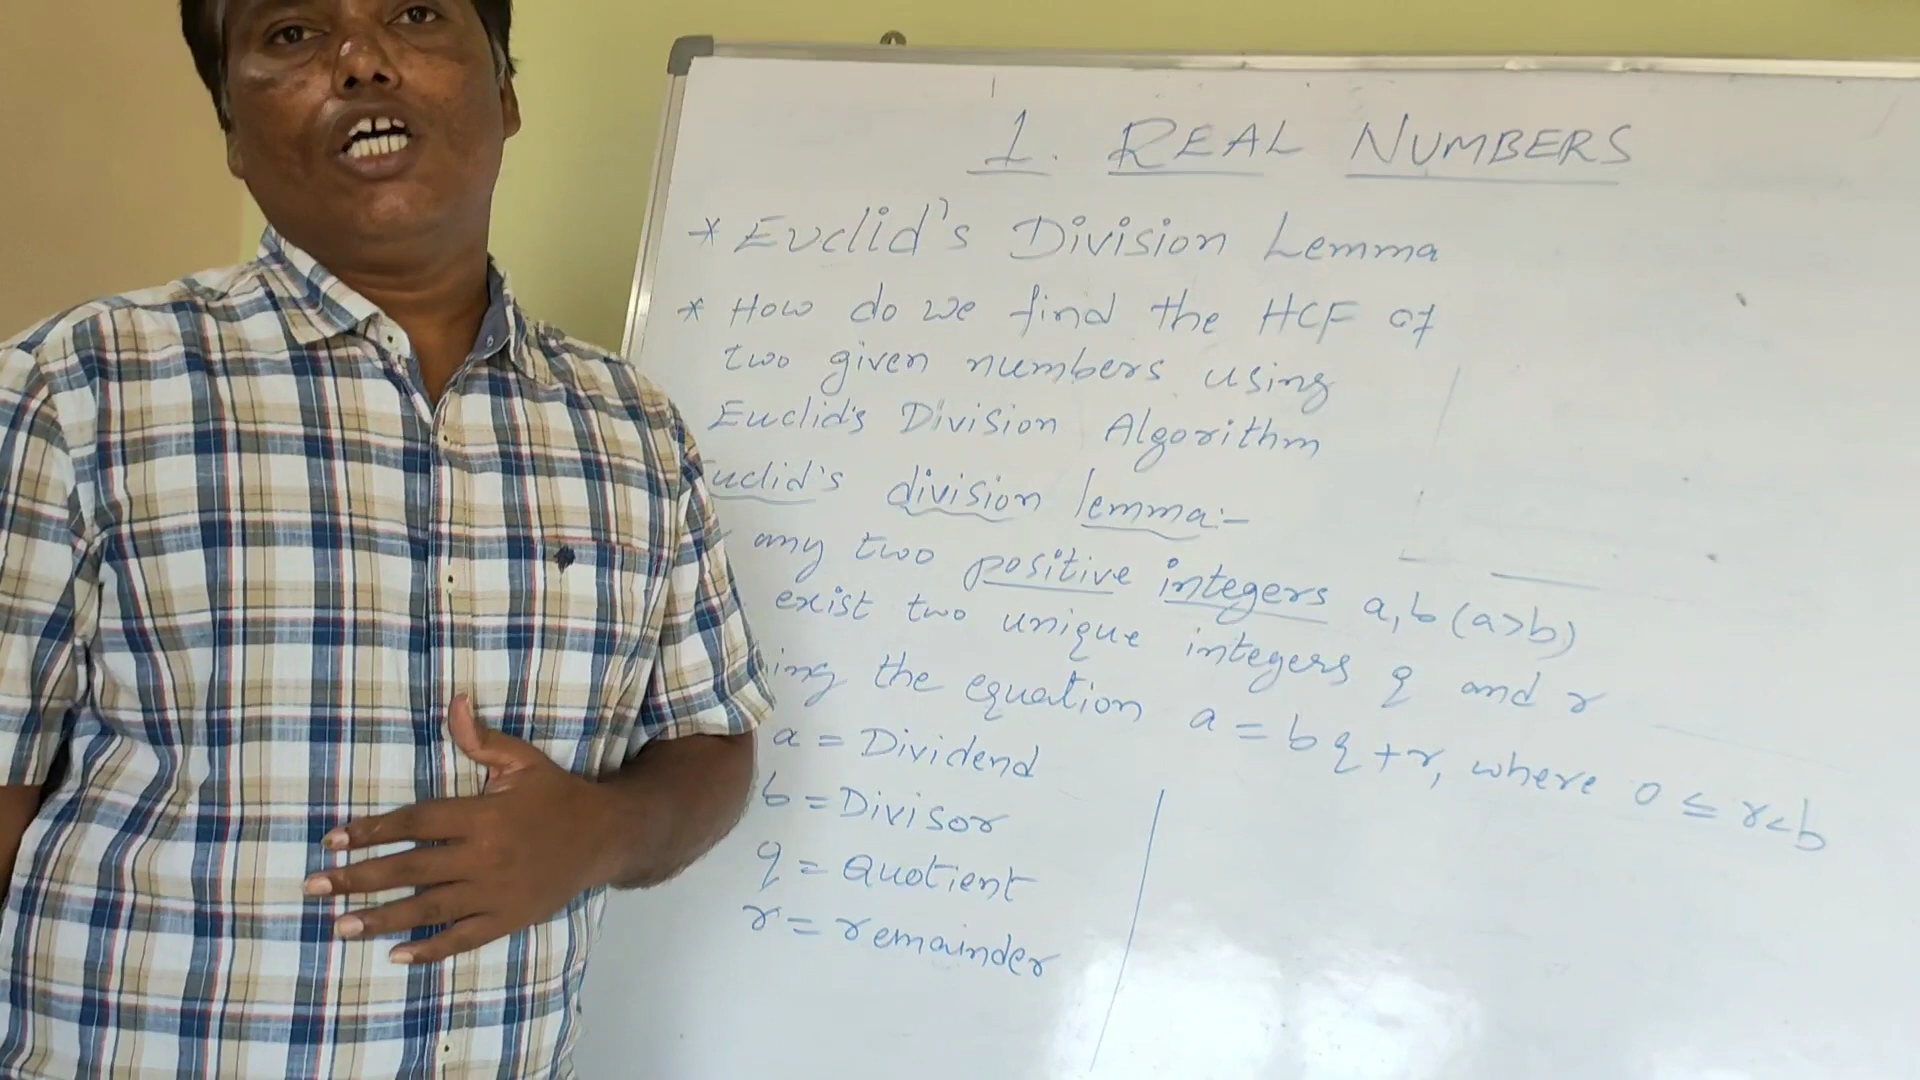 1. REAL NUMBERS
* Euclid's Division Lemma
* How do we find the HCF of
two given numbers using
Euclid's Division Algorithm
uclid's division lemma:-
any two positive integers a, b (a>b)
exist two unique integers q and r
ing the equation a = bq + r, where 0 ≤ r<b
a = Dividend
b = Divisor
q = Quotient
r = remainder